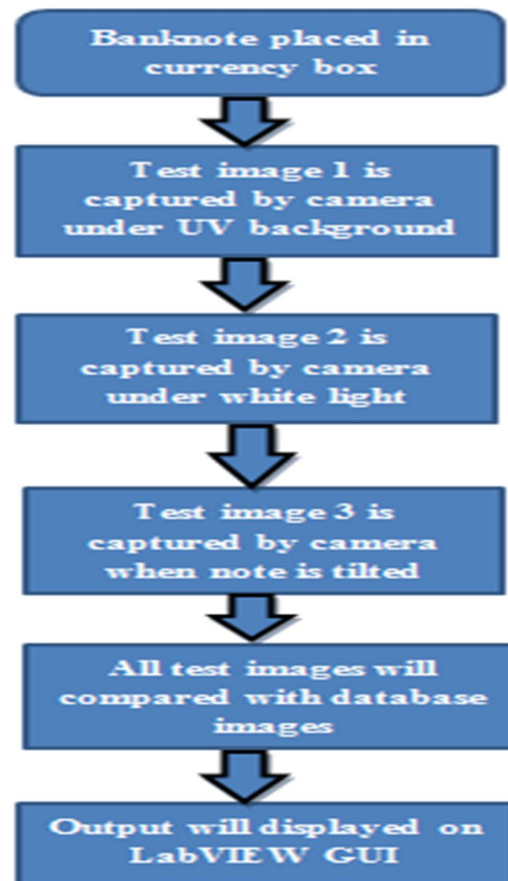 Banknote placed in
currency box
Test image 1 is
captured by camera
under UV background
Test image 2 is
captured by camera
under white light
Test image 3 is
captured by camera
when note is tilted
All test images will
compared with database
images
Output will displayed on
LabVIEW GUI